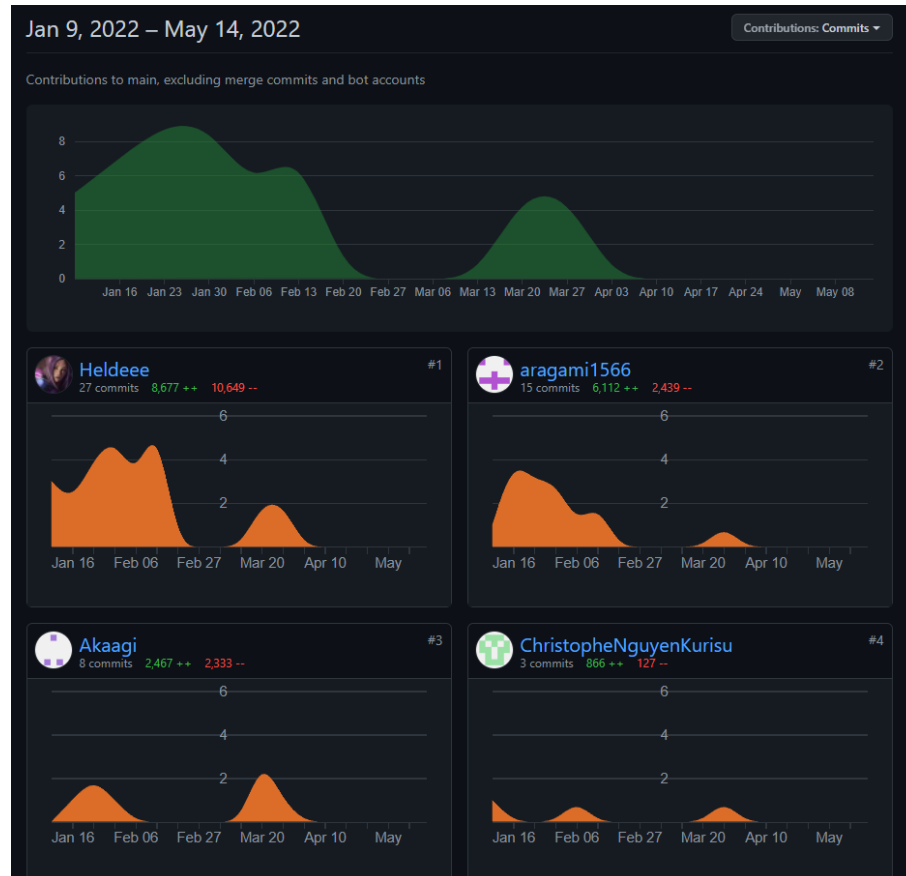 Jan 9, 2022 – May 14, 2022
Contributions: Commits
Contributions to main, excluding merge commits and bot accounts
8
6
4
2
0
Jan 16 Jan 23 Jan 30 Feb 06 Feb 13 Feb 20 Feb 27 Mar 06 Mar 13 Mar 20 Mar 27 Apr 03 Apr 10 Apr 17 Apr 24 May May 08
Heldeee #1
27 commits 8,677 ++ 10,649 --
6
4
2
Jan 16 Feb 06 Feb 27 Mar 20 Apr 10 May
aragami1566 #2
15 commits 6,112 ++ 2,439 --
6
4
2
Jan 16 Feb 06 Feb 27 Mar 20 Apr 10 May
Akaagi #3
8 commits 2,467 ++ 2,333 --
6
4
2
Jan 16 Feb 06 Feb 27 Mar 20 Apr 10 May
ChristopheNguyenKurisu #4
3 commits 866 ++ 127 --
6
4
2
Jan 16 Feb 06 Feb 27 Mar 20 Apr 10 May